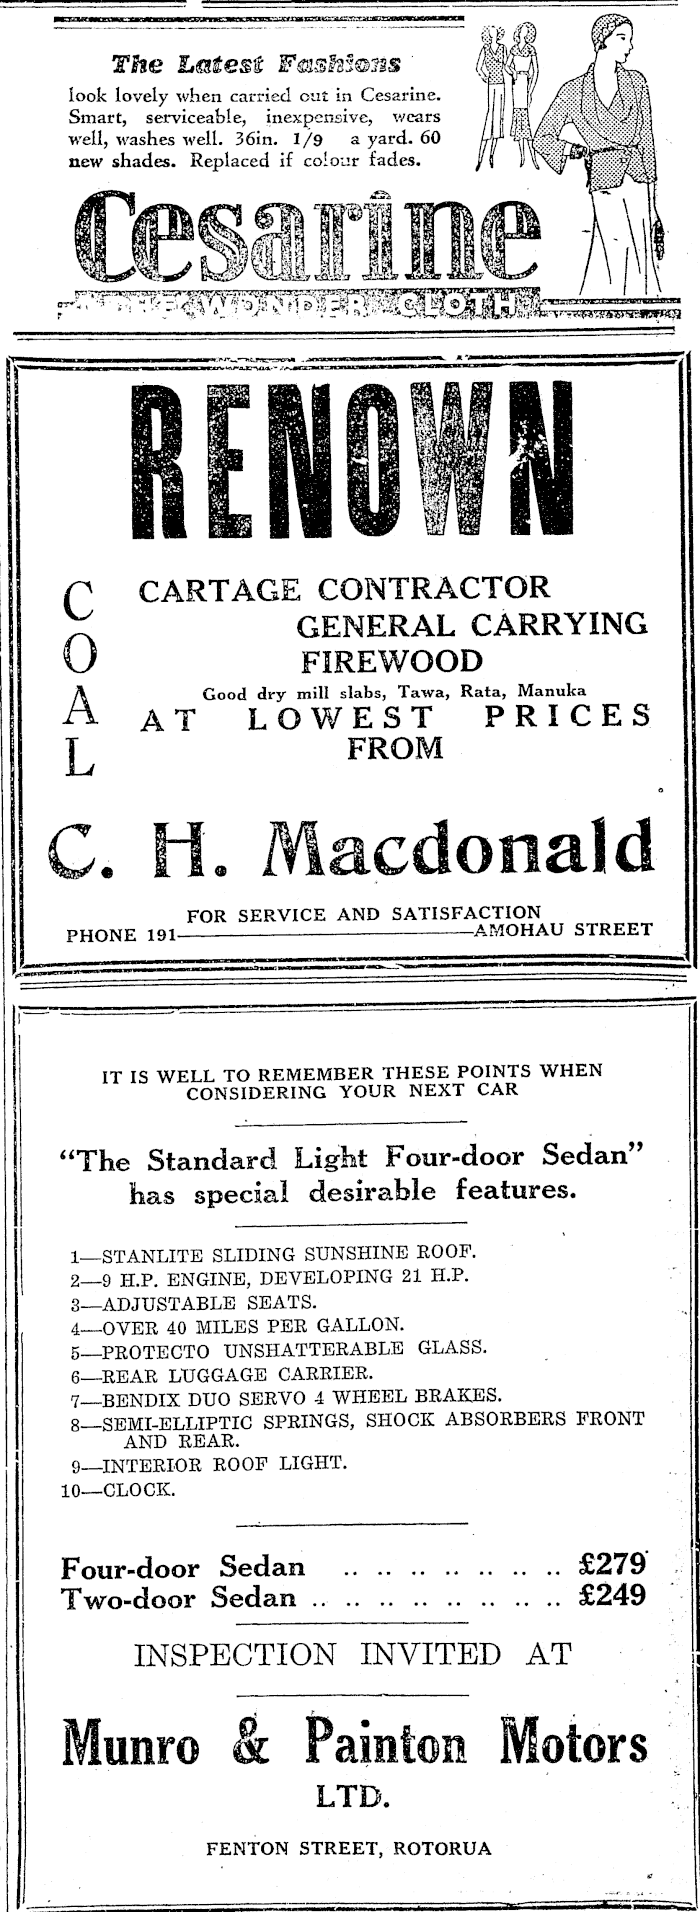 The Latest Fashions
look lovely when carried out in Cesarine.
Smart, serviceable, inexpensive, wears
well, washes well. 36in. 1/9 a yard. 60
new shades. Replaced if colour fades.
Cesarine
THE WONDER CLOTH
RENOWN
COAL
CARTAGE CONTRACTOR
GENERAL CARRYING
FIREWOOD
Good dry mill slabs, Tawa, Rata, Manuka
AT LOWEST PRICES
FROM
C. H. Macdonald
FOR SERVICE AND SATISFACTION
PHONE 191—AMOHAU STREET
IT IS WELL TO REMEMBER THESE POINTS WHEN
CONSIDERING YOUR NEXT CAR
"The Standard Light Four-door Sedan"
has special desirable features.
1—STANLITE SLIDING SUNSHINE ROOF.
2—9 H.P. ENGINE, DEVELOPING 21 H.P.
3—ADJUSTABLE SEATS.
4—OVER 40 MILES PER GALLON.
5—PROTECTO UNSHATTERABLE GLASS.
6—REAR LUGGAGE CARRIER.
7—BENDIX DUO SERVO 4 WHEEL BRAKES.
8—SEMI-ELLIPTIC SPRINGS, SHOCK ABSORBERS FRONT
AND REAR.
9—INTERIOR ROOF LIGHT.
10—CLOCK.
Four-door Sedan .. .. .. .. .. .. .. £279
Two-door Sedan .. .. .. .. .. .. .. .. £249
INSPECTION INVITED AT
Munro & Painton Motors
LTD.
FENTON STREET, ROTORUA